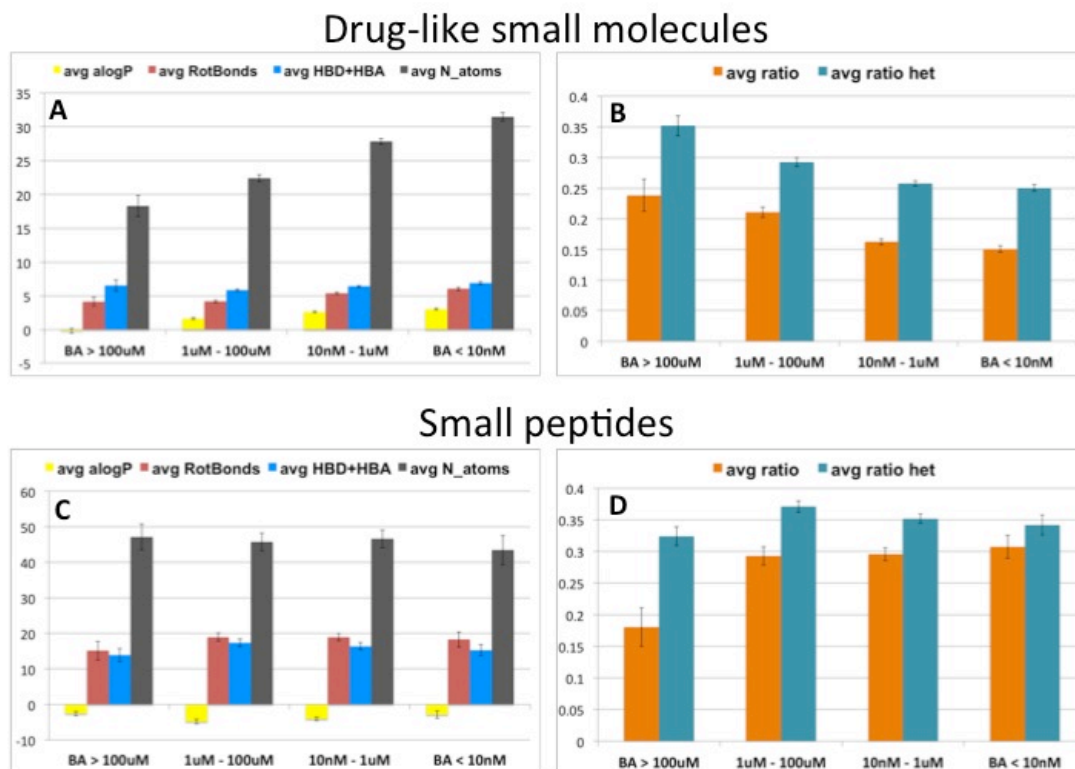 Drug-like small molecules
avg alogP avg RotBonds avg HBD+HBA avg N_atoms
A
35
30
25
20
15
10
5
0
-5
BA > 100uM 1uM - 100uM 10nM - 1uM BA < 10nM
avg ratio avg ratio het
B
0.4
0.35
0.3
0.25
0.2
0.15
0.1
0.05
0
BA > 100uM 1uM - 100uM 10nM - 1uM BA < 10nM
Small peptides
avg alogP avg RotBonds avg HBD+HBA avg N_atoms
C
60
50
40
30
20
10
0
-10
BA > 100uM 1uM - 100uM 10nM - 1uM BA < 10nM
avg ratio avg ratio het
D
0.4
0.35
0.3
0.25
0.2
0.15
0.1
0.05
0
BA > 100uM 1uM - 100uM 10nM - 1uM BA < 10nM